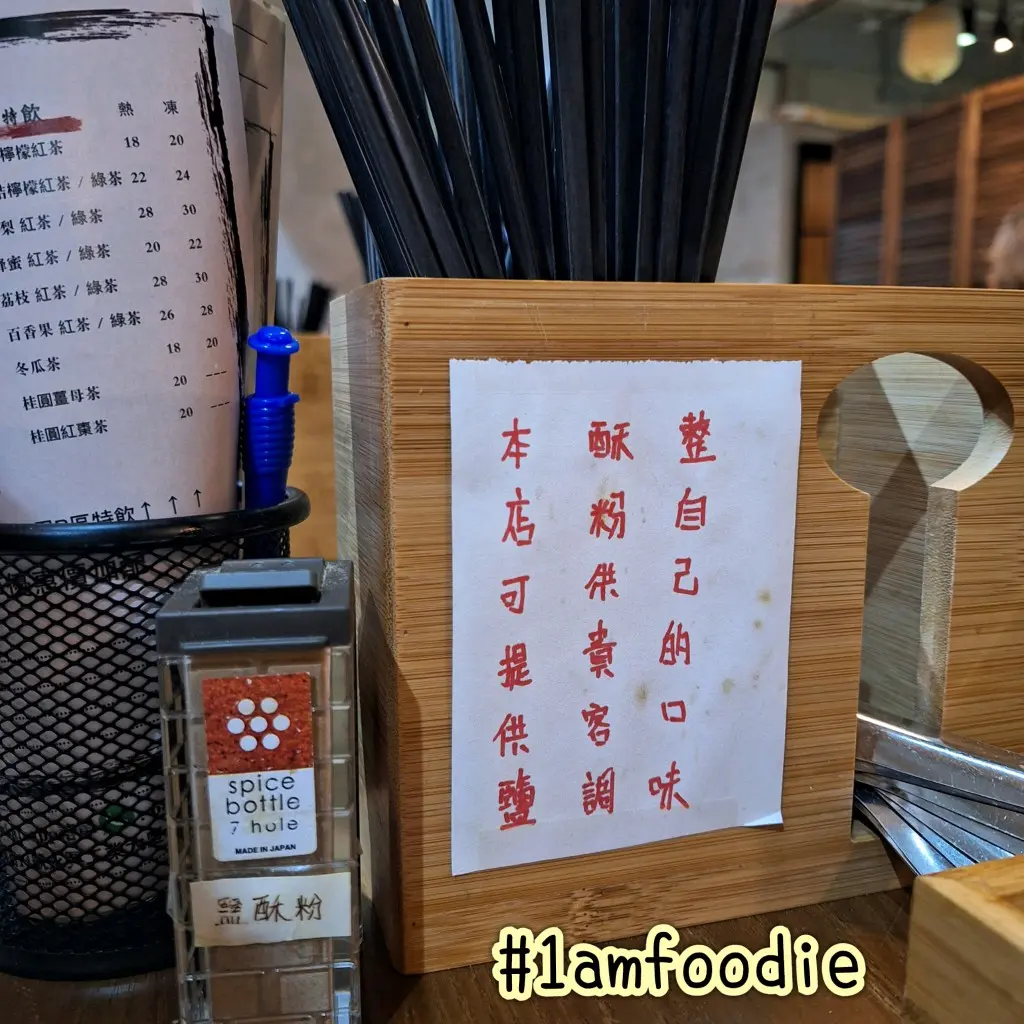 特飲 熱 凍
檸檬紅茶 18 20
檸檬紅茶 / 綠茶 22 24
梨 紅茶 / 綠茶 28 30
蜂蜜 紅茶 / 綠茶 20 22
荔枝 紅茶 / 綠茶 28 30
百香果 紅茶 / 綠茶 26 28
冬瓜茶 18 20
桂圓薑母茶 20 ---
桂圓紅棗茶 20 ---
區特飲↑ ↑ ↑
spice
bottle
7 hole
MADE IN JAPAN
鹽酥粉
本店可提供鹽
酥粉供貴客調
整自己的口味
#1amfoodie